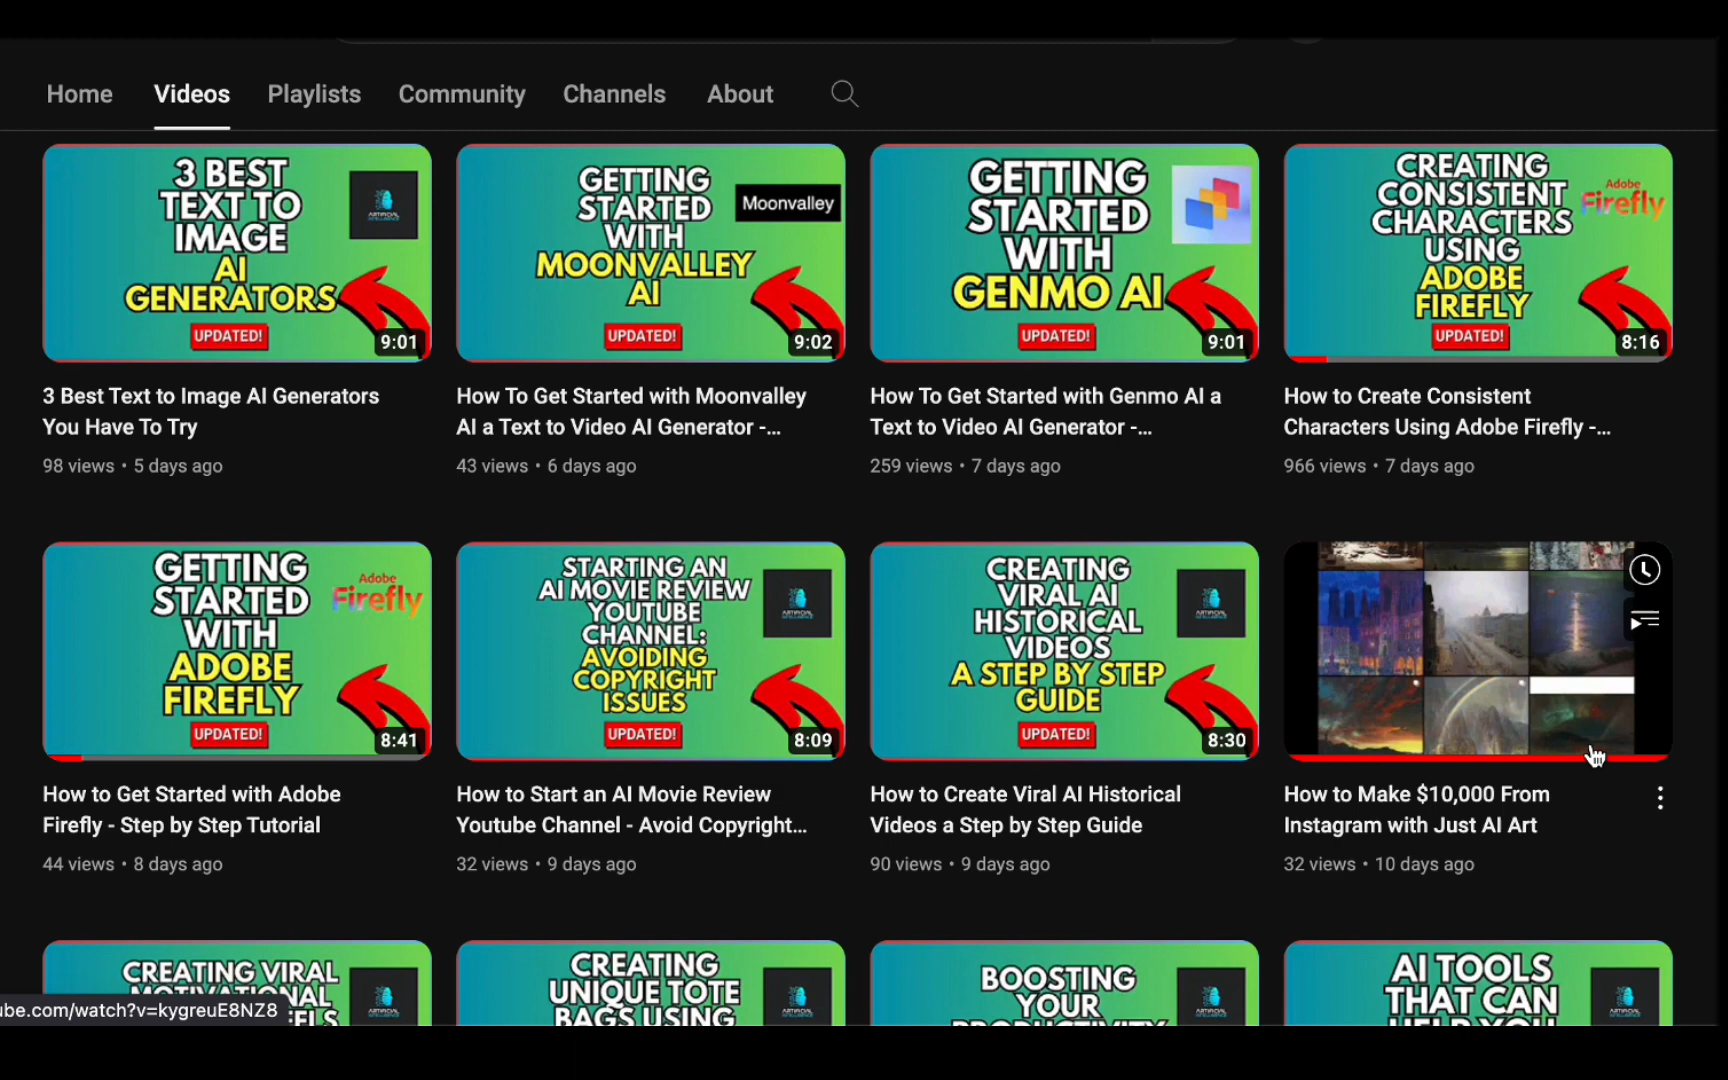 Home Videos Playlists Community Channels About
3 BEST
TEXT TO
IMAGE
AI
GENERATORS
UPDATED!
9:01
GETTING
STARTED
WITH
MOONVALLEY
AI
Moonvalley
UPDATED!
9:02
GETTING
STARTED
WITH
GENMO AI
UPDATED!
9:01
CREATING
CONSISTENT
CHARACTERS
USING
ADOBE
FIREFLY
Adobe
Firefly
UPDATED!
8:16
3 Best Text to Image AI Generators
You Have To Try
98 views • 5 days ago
How To Get Started with Moonvalley
AI a Text to Video AI Generator -...
43 views • 6 days ago
How To Get Started with Genmo AI a
Text to Video AI Generator -...
259 views • 7 days ago
How to Create Consistent
Characters Using Adobe Firefly -...
966 views • 7 days ago
GETTING
STARTED
WITH
ADOBE
FIREFLY
Adobe
Firefly
UPDATED!
8:41
STARTING AN
AI MOVIE REVIEW
YOUTUBE
CHANNEL:
AVOIDING
COPYRIGHT
ISSUES
UPDATED!
8:09
CREATING
VIRAL AI
HISTORICAL
VIDEOS
A STEP BY STEP
GUIDE
UPDATED!
8:30
How to Get Started with Adobe
Firefly - Step by Step Tutorial
44 views • 8 days ago
How to Start an AI Movie Review
Youtube Channel - Avoid Copyright...
32 views • 9 days ago
How to Create Viral AI Historical
Videos a Step by Step Guide
90 views • 9 days ago
How to Make $10,000 From
Instagram with Just AI Art
32 views • 10 days ago
CREATING VIRAL
CREATING
UNIQUE TOTE
BAGS USING
BOOSTING
YOUR
PRODUCTIVITY
AI TOOLS
THAT CAN
HELP YOU
ube.com/watch?v=kygreuE8NZ8